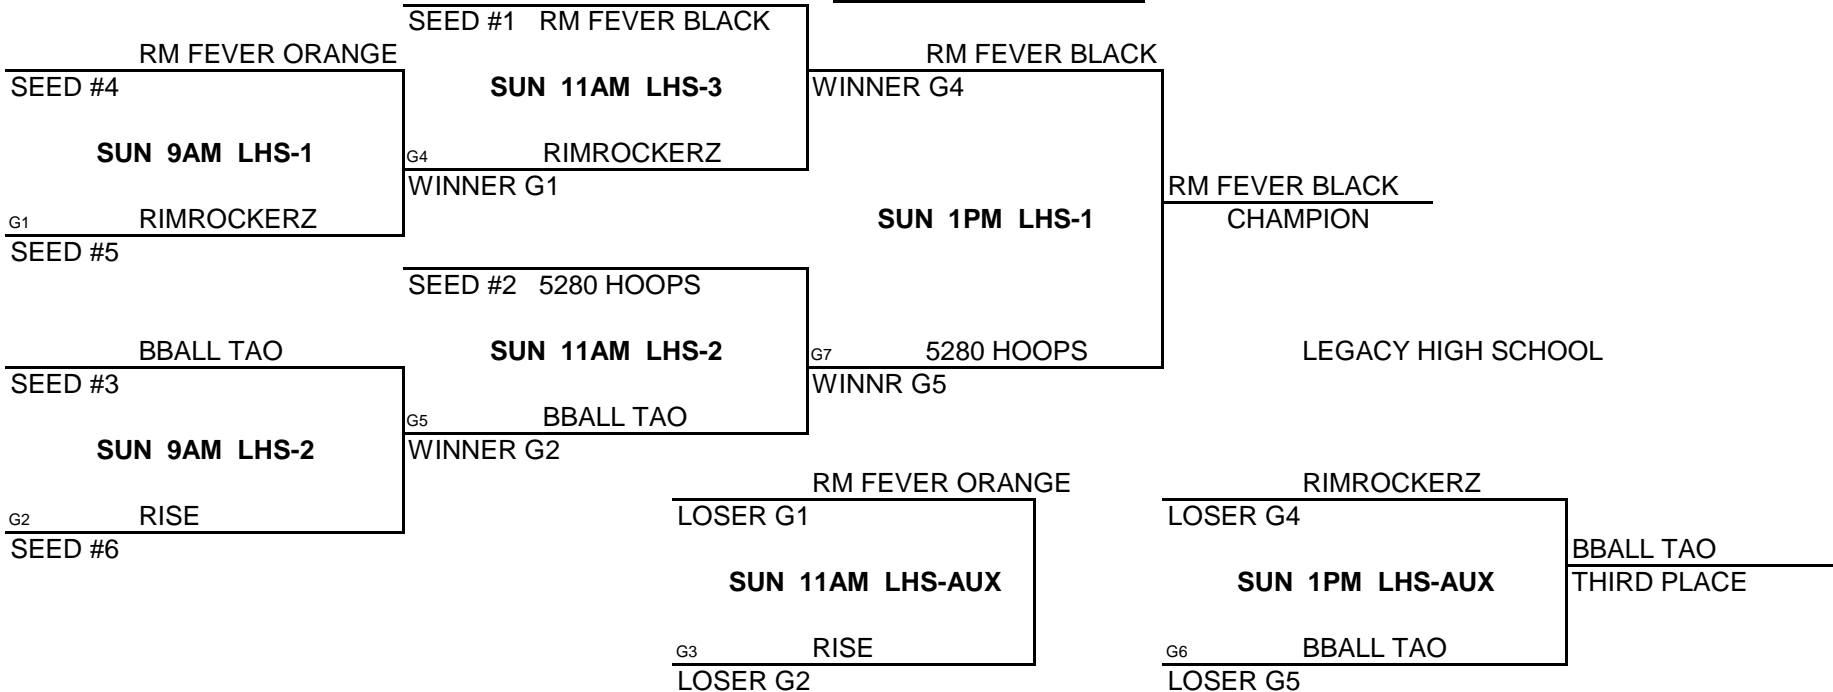 SEED #1 RM FEVER BLACK
RM FEVER ORANGE
RM FEVER BLACK
SEED #4
SUN 11AM LHS-3
WINNER G4
SUN 9AM LHS-1
G4 RIMROCKERZ
WINNER G1
RM FEVER BLACK
G1 RIMROCKERZ
SUN 1PM LHS-1
CHAMPION
SEED #5
SEED #2 5280 HOOPS
BBALL TAO
SUN 11AM LHS-2
G7 5280 HOOPS
LEGACY HIGH SCHOOL
SEED #3
WINNR G5
G5 BBALL TAO
SUN 9AM LHS-2
WINNER G2
RM FEVER ORANGE
RIMROCKERZ
G2 RISE
LOSER G1
LOSER G4
SEED #6
BBALL TAO
SUN 11AM LHS-AUX
SUN 1PM LHS-AUX
THIRD PLACE
G3 RISE
G6 BBALL TAO
LOSER G2
LOSER G5